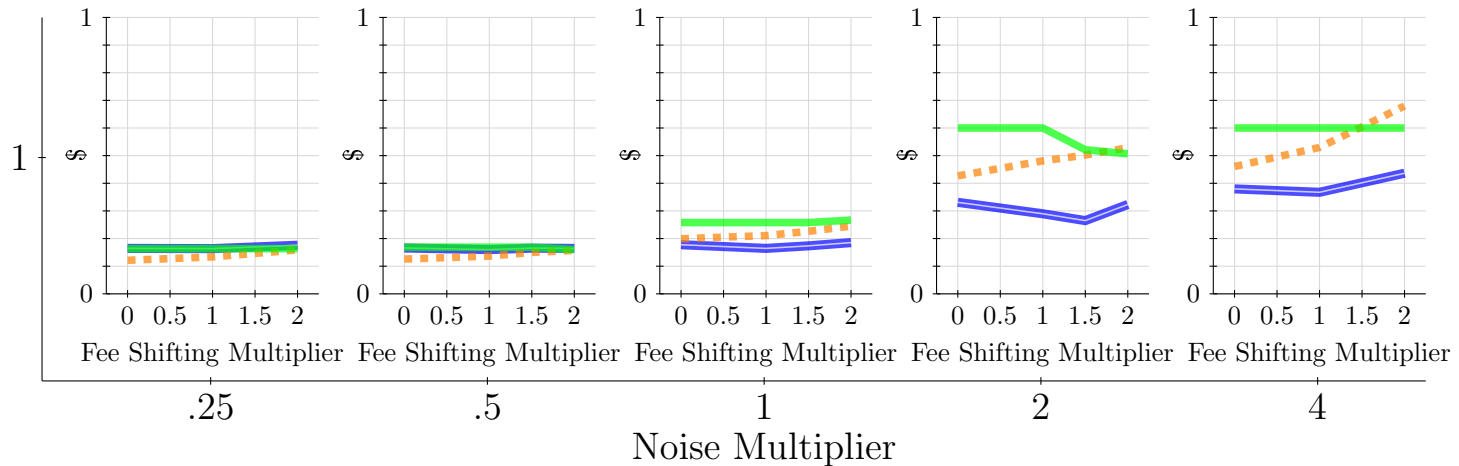 1 1 1 1 1
1 $ $ $ $ $
0 0 0 0 0
0 0.5 1 1.5 2 0 0.5 1 1.5 2 0 0.5 1 1.5 2 0 0.5 1 1.5 2 0 0.5 1 1.5 2
Fee Shifting Multiplier Fee Shifting Multiplier Fee Shifting Multiplier Fee Shifting Multiplier Fee Shifting Multiplier
.25 .5 1 2 4
Noise Multiplier